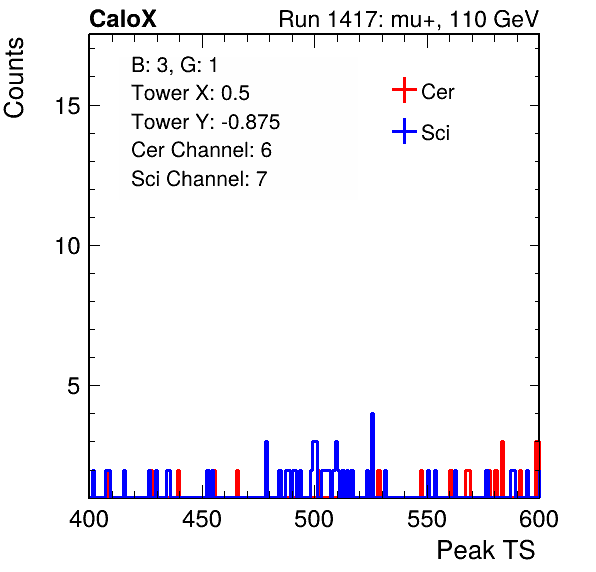 CaloX Run 1417: mu+, 110 GeV
Counts
B: 3, G: 1
Tower X: 0.5
Tower Y: -0.875
Cer Channel: 6
Sci Channel: 7
Cer
Sci
15
10
5
400 450 500 550 600
Peak TS